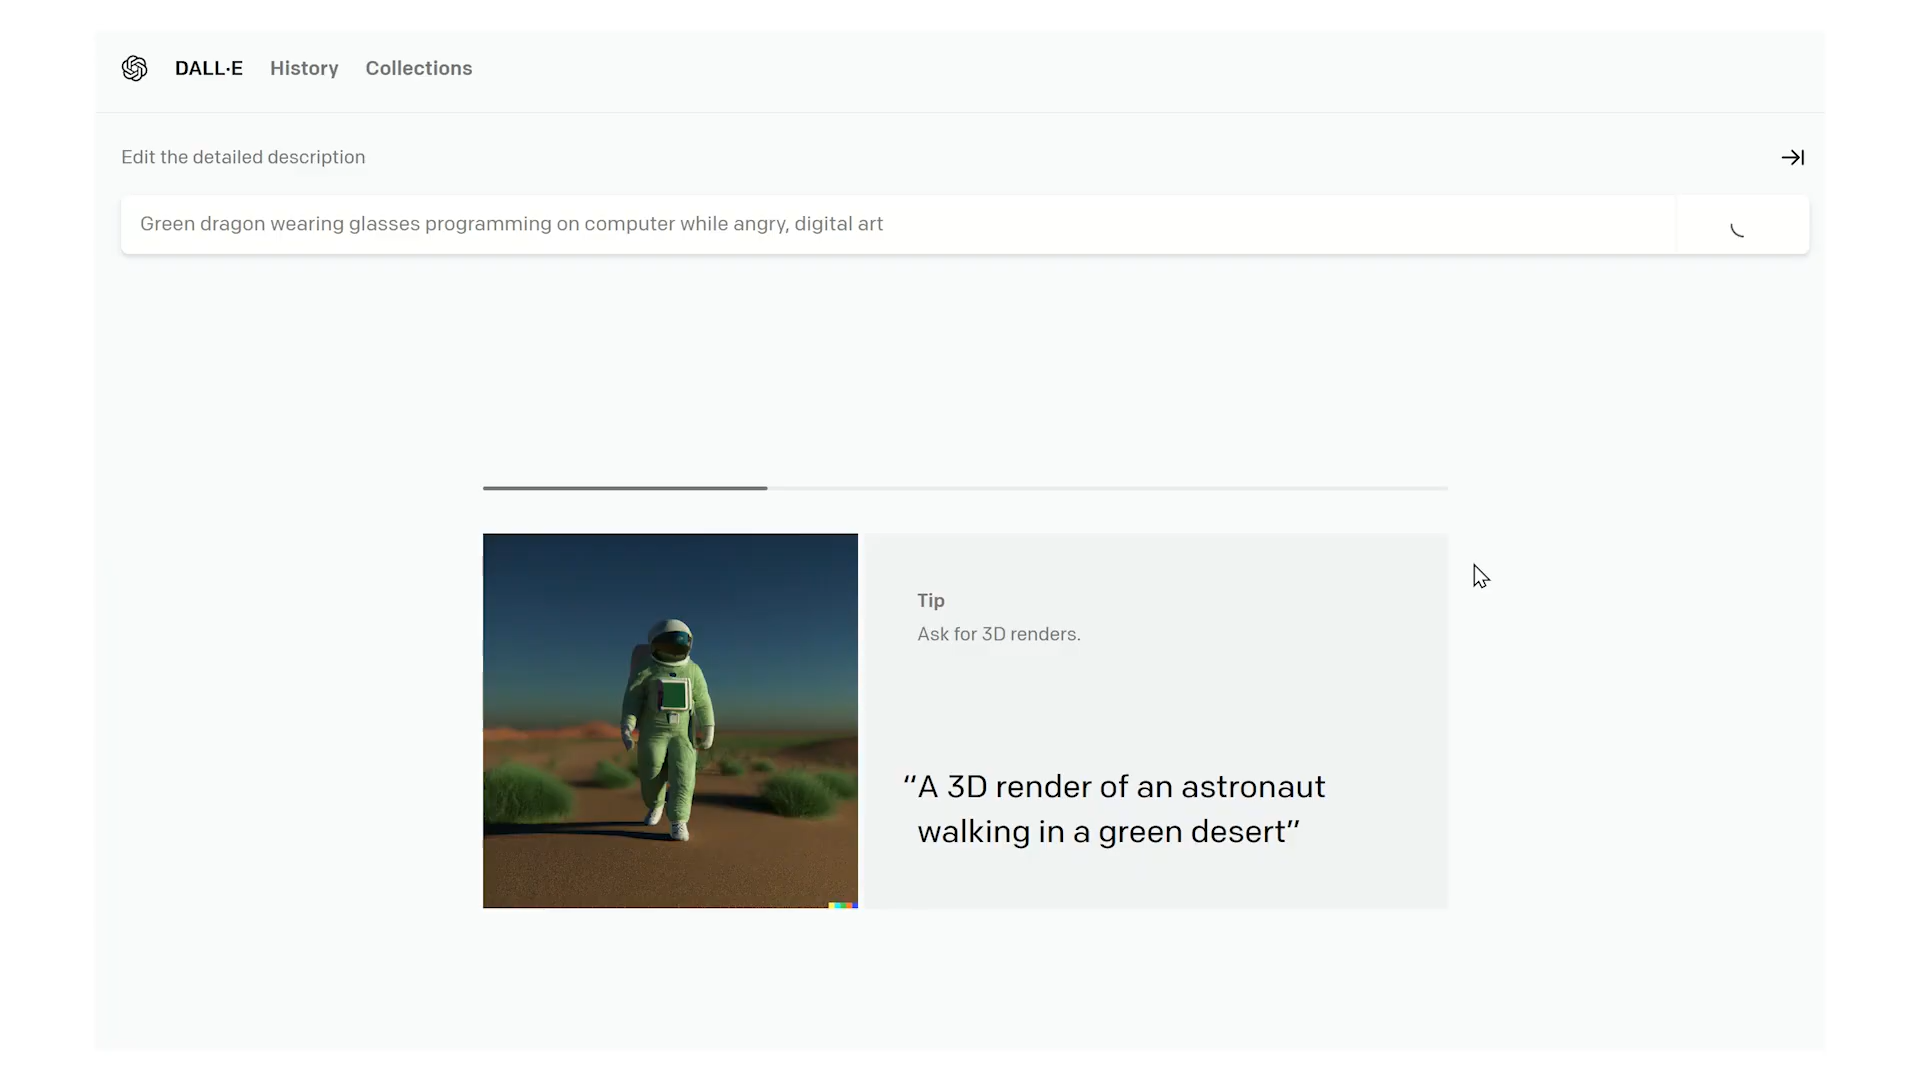 DALL·E History Collections
Edit the detailed description
Green dragon wearing glasses programming on computer while angry, digital art
Tip
Ask for 3D renders.
“A 3D render of an astronaut
walking in a green desert”